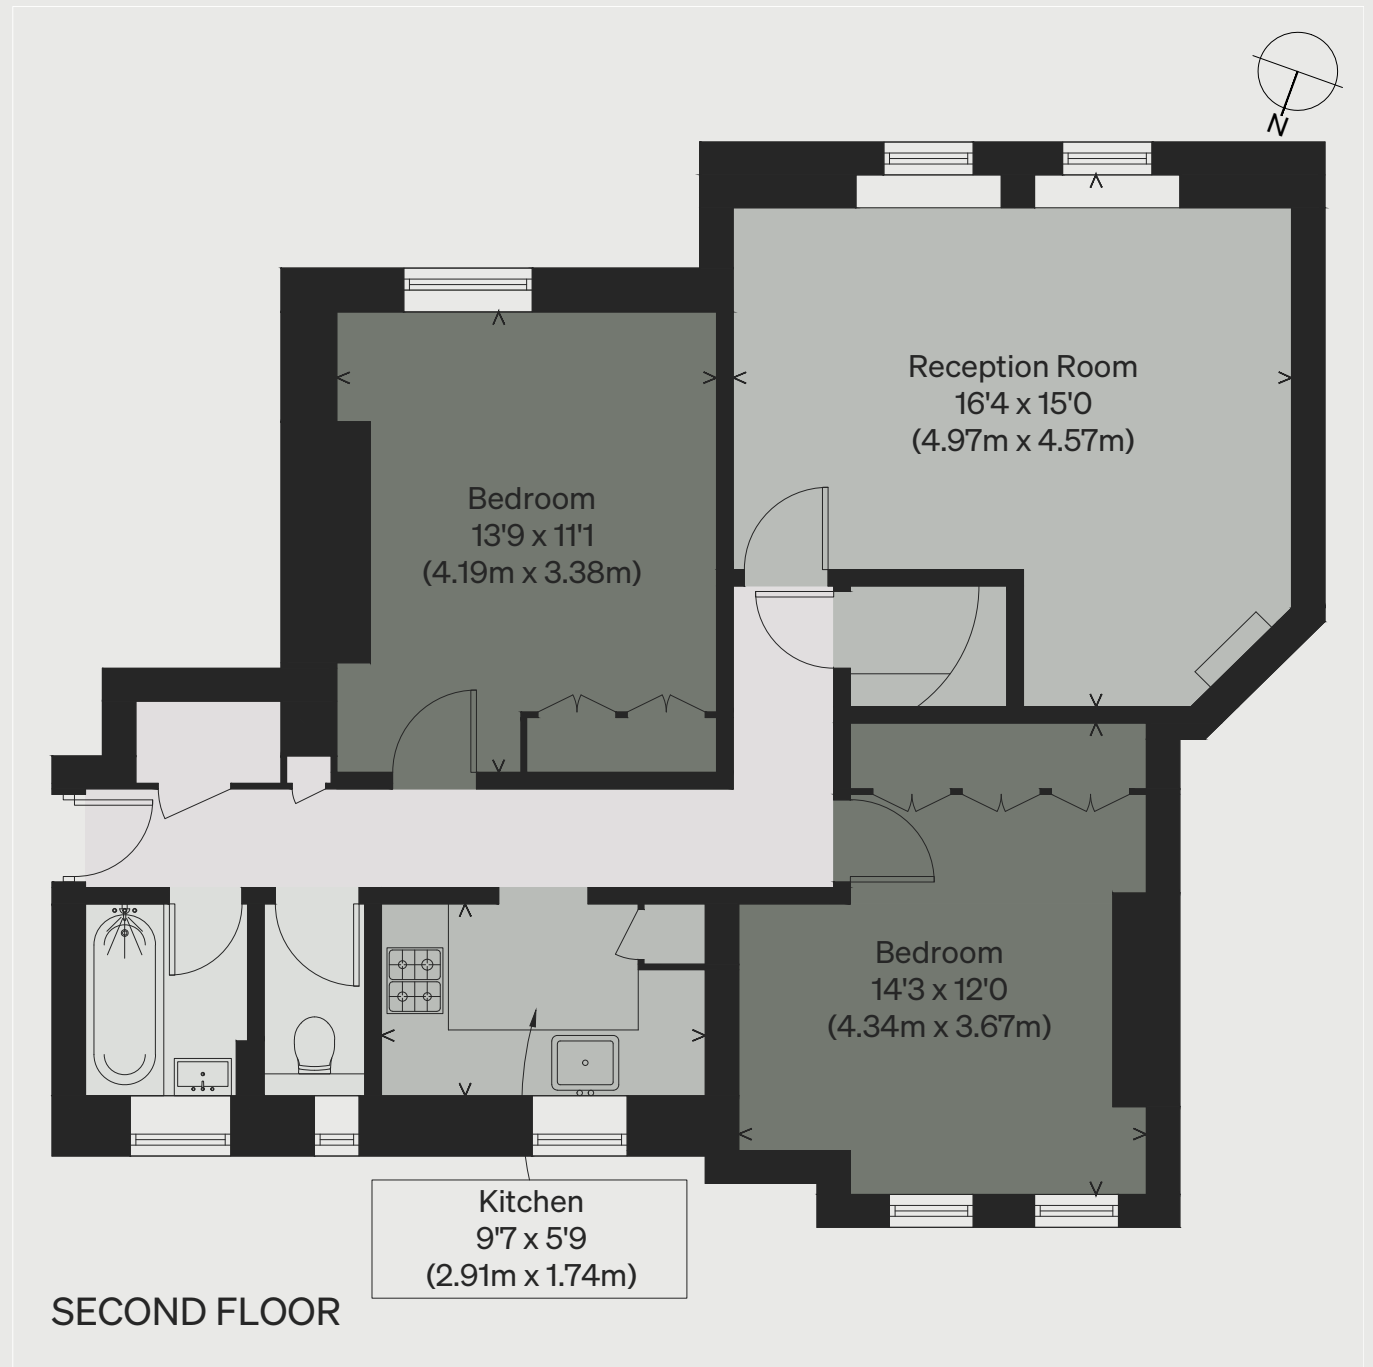 N
Reception Room
16'4 x 15'0
(4.97m x 4.57m)
Bedroom
13'9 x 11'1
(4.19m x 3.38m)
Bedroom
14'3 x 12'0
(4.34m x 3.67m)
Kitchen
9'7 x 5'9
(2.91m x 1.74m)
SECOND FLOOR